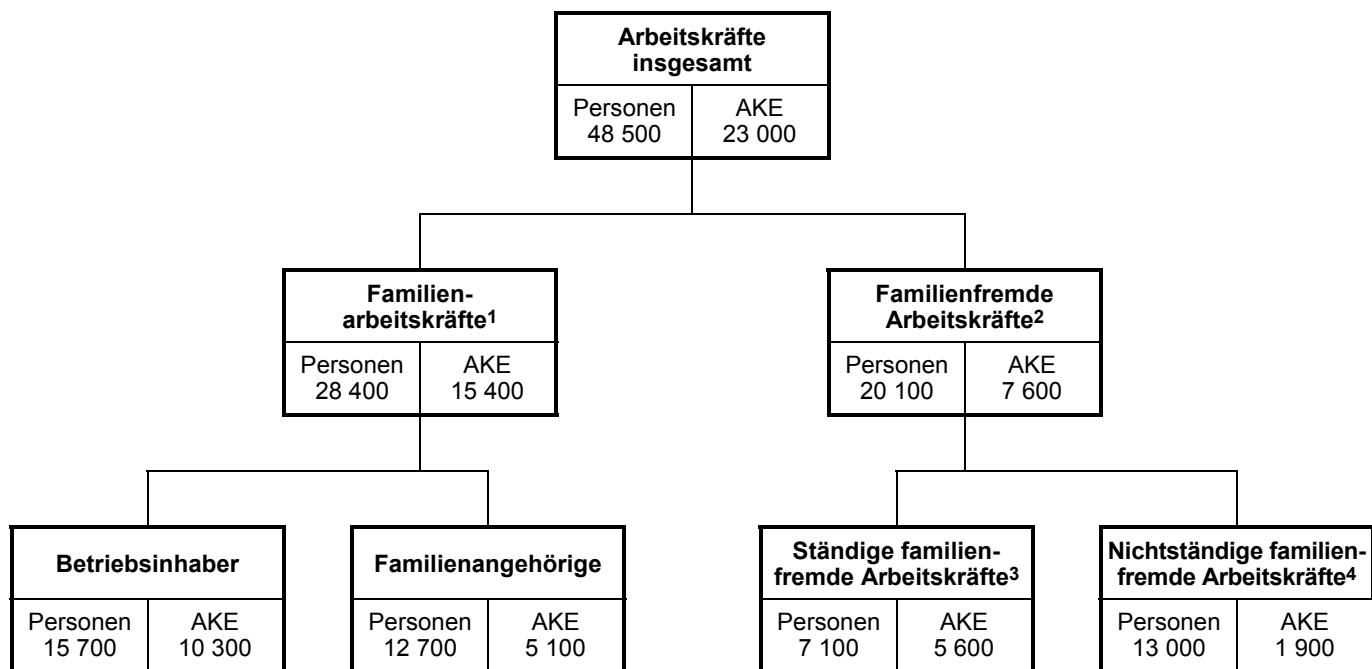 Arbeitskräfte
insgesamt
Personen AKE
48 500 23 000
Familien-
arbeitskräfte1
Personen AKE
28 400 15 400
Familienfremde
Arbeitskräfte2
Personen AKE
20 100 7 600
Betriebsinhaber
Personen AKE
15 700 10 300
Familienangehörige
Personen AKE
12 700 5 100
Ständige familien-
fremde Arbeitskräfte3
Personen AKE
7 100 5 600
Nichtständige familien-
fremde Arbeitskräfte4
Personen AKE
13 000 1 900